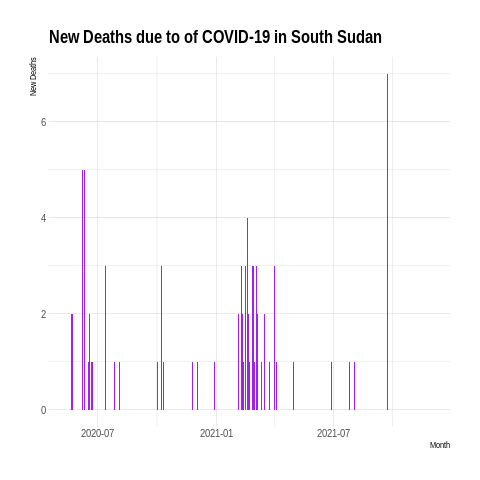 New Deaths due to of COVID-19 in South Sudan
New Deaths
6
4
2
0
2020-07 2021-01 2021-07
Month